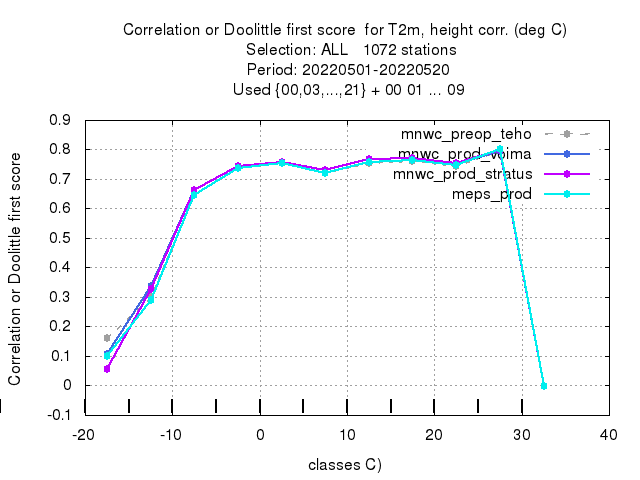 Correlation or Doolittle first score  for T2m, height corr. (deg C)
Selection: ALL   1072 stations
Period: 20220501-20220520
Used {00,03,...,21} + 00 01 ... 09
Correlation or Doolittle first score
0.9
0.8
0.7
0.6
0.5
0.4
0.3
0.2
0.1
0
-0.1
mnwc_preop_teho
mnwc_prod_voima
mnwc_prod_stratus
meps_prod
-20 -10 0 10 20 30 40
classes C)